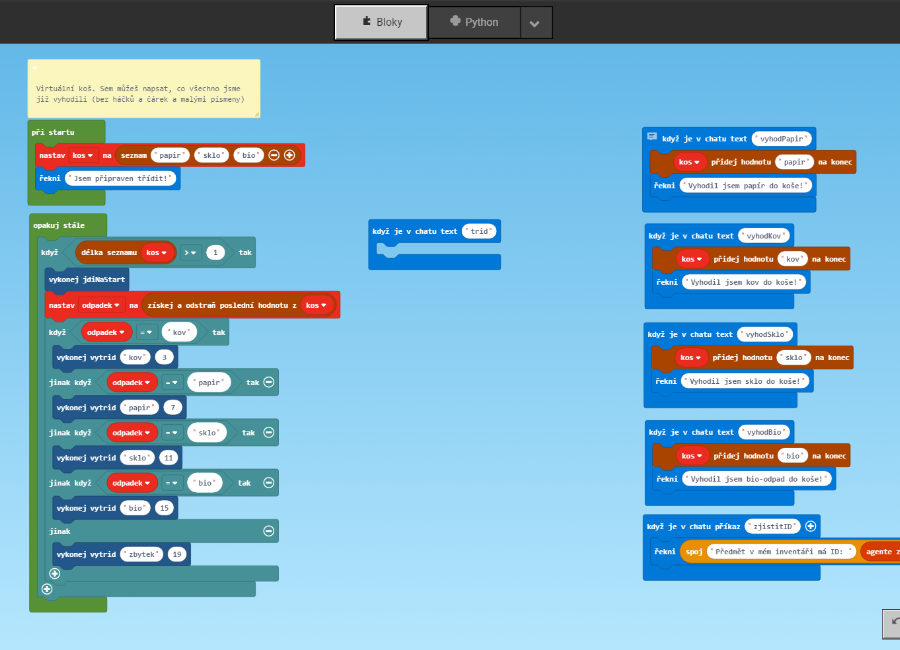 Bloky
Python
Virtuální koš. Sem můžeš napsat, co všechno jsme
již vyhodili (bez háčků a čárek a malými písmeny)
při startu
nastav kos na seznam "papir" "sklo" "bio"
řekni "Jsem připraven třídit!"
opakuj stále
když délka seznamu kos > 1 tak
vykonej jdiNaStart
nastav odpadek na získej a odstraň poslední hodnotu z kos
když odpadek = "kov" tak
vykonej vytrid "kov" 3
jinak když odpadek = "papir" tak
vykonej vytrid "papir" 7
jinak když odpadek = "sklo" tak
vykonej vytrid "sklo" 11
jinak když odpadek = "bio" tak
vykonej vytrid "bio" 15
jinak
vykonej vytrid "zbytek" 19
když je v chatu text "trid"
když je v chatu text "vyhodPapir"
kos přidej hodnotu "papir" na konec
řekni "Vyhodil jsem papír do koše!"
když je v chatu text "vyhodKov"
kos přidej hodnotu "kov" na konec
řekni "Vyhodil jsem kov do koše!"
když je v chatu text "vyhodSklo"
kos přidej hodnotu "sklo" na konec
řekni "Vyhodil jsem sklo do koše!"
když je v chatu text "vyhodBio"
kos přidej hodnotu "bio" na konec
řekni "Vyhodil jsem bio-odpad do koše!"
když je v chatu příkaz "zjistitID"
řekni spoj "Předmět v mém inventáři má ID: " agente z